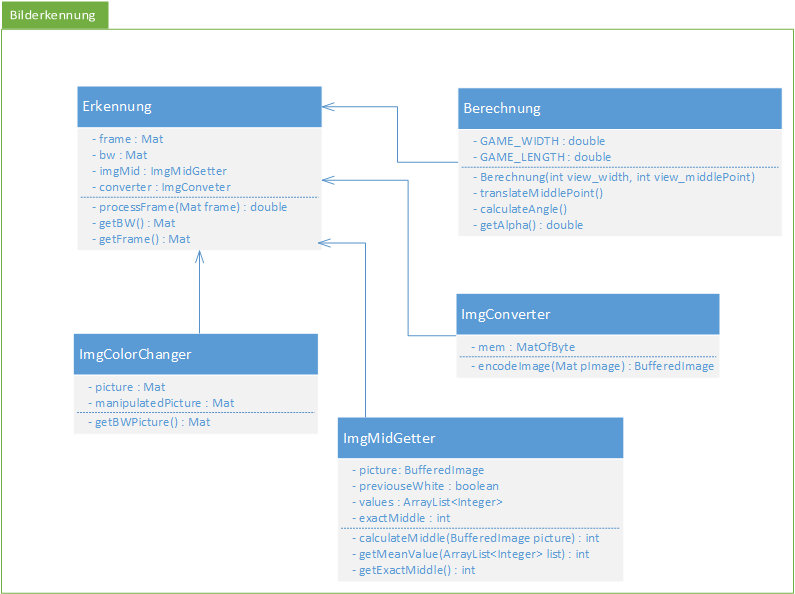 Bilderkennung
Erkennung
- frame : Mat
- bw : Mat
- imgMid : ImgMidGetter
- converter : ImgConveter
- processFrame(Mat frame) : double
- getBW() : Mat
- getFrame() : Mat
Berechnung
- GAME_WIDTH : double
- GAME_LENGTH : double
- Berechnung(int view_width, int view_middlePoint)
- translateMiddlePoint()
- calculateAngle()
- getAlpha() : double
ImgConverter
- mem : MatOfByte
- encodeImage(Mat pImage) : BufferedImage
ImgColorChanger
- picture : Mat
- manipulatedPicture : Mat
- getBWPicture() : Mat
ImgMidGetter
- picture: BufferedImage
- previouseWhite : boolean
- values : ArrayList<Integer>
- exactMiddle : int
- calculateMiddle(BufferedImage picture) : int
- getMeanValue(ArrayList<Integer> list) : int
- getExactMiddle() : int